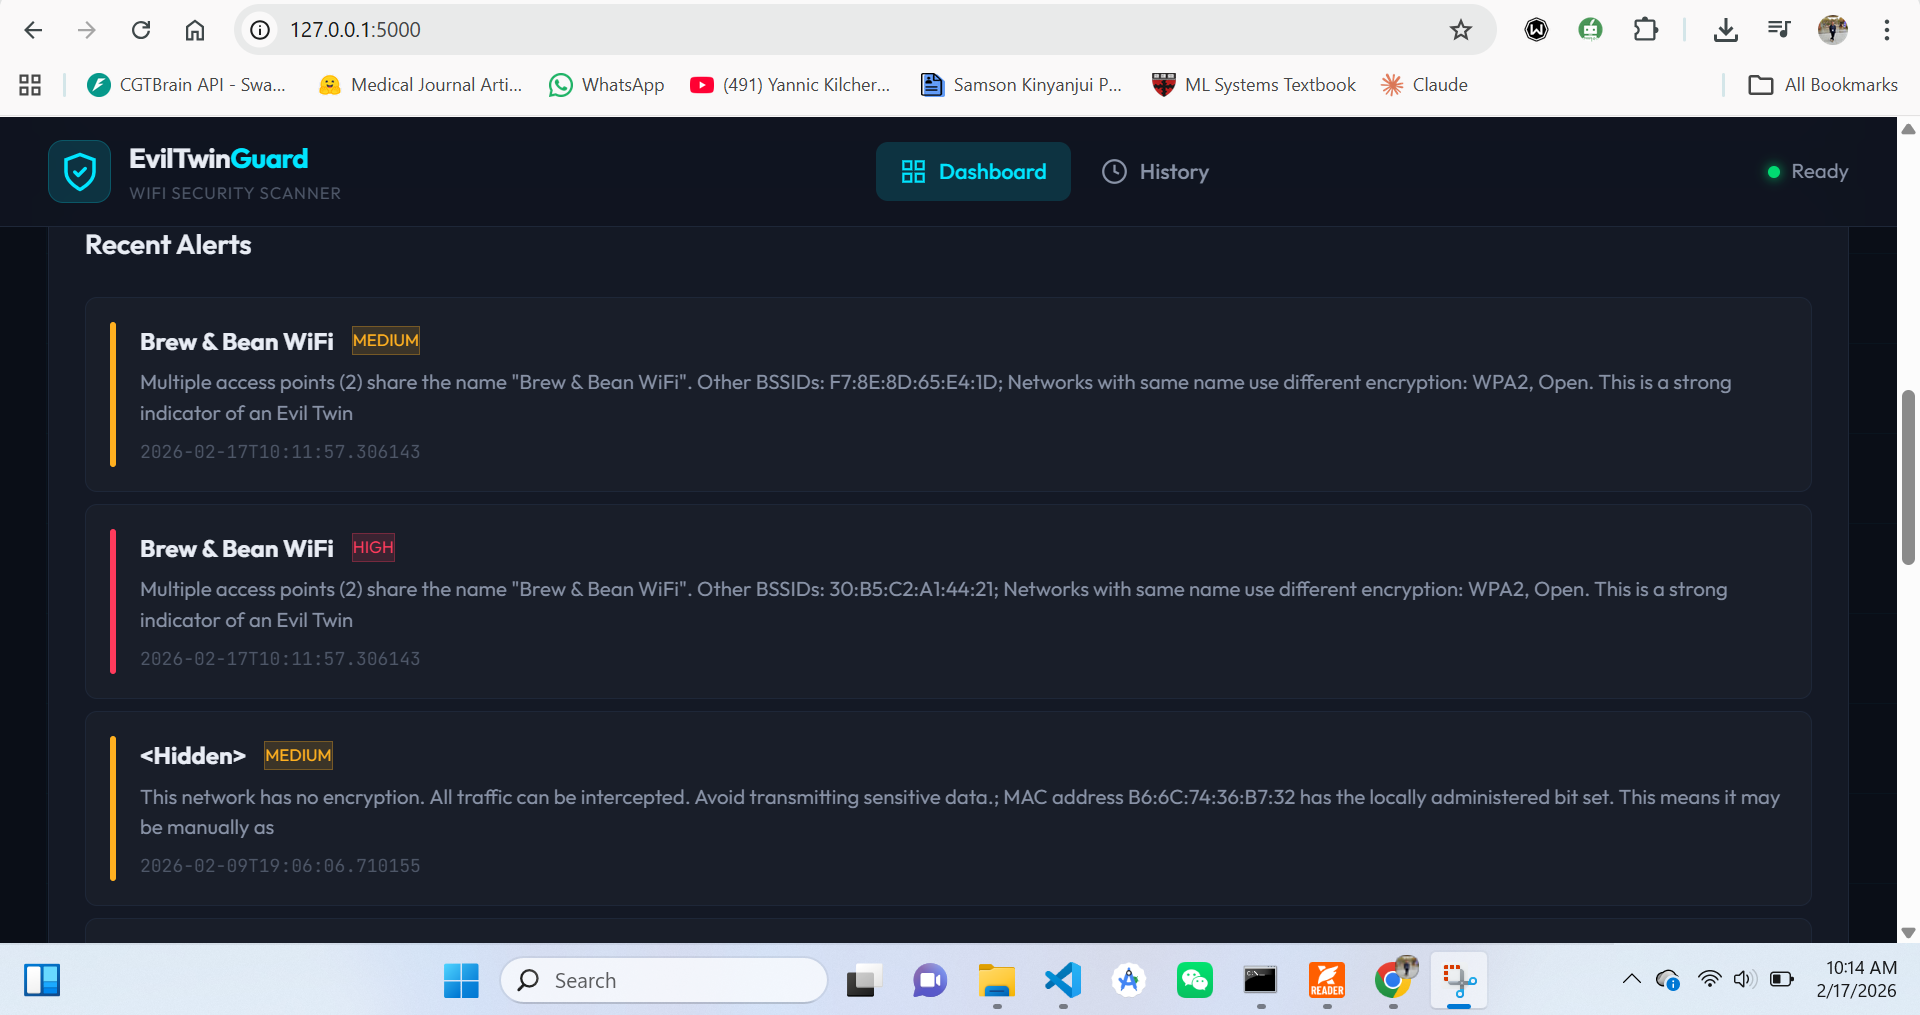 127.0.0.1:5000
CGTBrain API - Swa...
Medical Journal Arti...
WhatsApp
(491) Yannic Kilcher...
Samson Kinyanjui P...
ML Systems Textbook
Claude
All Bookmarks
EvilTwinGuard
WIFI SECURITY SCANNER
Dashboard
History
Ready
Recent Alerts
Brew & Bean WiFi MEDIUM
Multiple access points (2) share the name "Brew & Bean WiFi". Other BSSIDs: F7:8E:8D:65:E4:1D; Networks with same name use different encryption: WPA2, Open. This is a strong
indicator of an Evil Twin
2026-02-17T10:11:57.306143
Brew & Bean WiFi HIGH
Multiple access points (2) share the name "Brew & Bean WiFi". Other BSSIDs: 30:B5:C2:A1:44:21; Networks with same name use different encryption: WPA2, Open. This is a strong
indicator of an Evil Twin
2026-02-17T10:11:57.306143
<Hidden> MEDIUM
This network has no encryption. All traffic can be intercepted. Avoid transmitting sensitive data.; MAC address B6:6C:74:36:B7:32 has the locally administered bit set. This means it may
be manually as
2026-02-09T19:06:06.710155
Search
READER
10:14 AM
2/17/2026